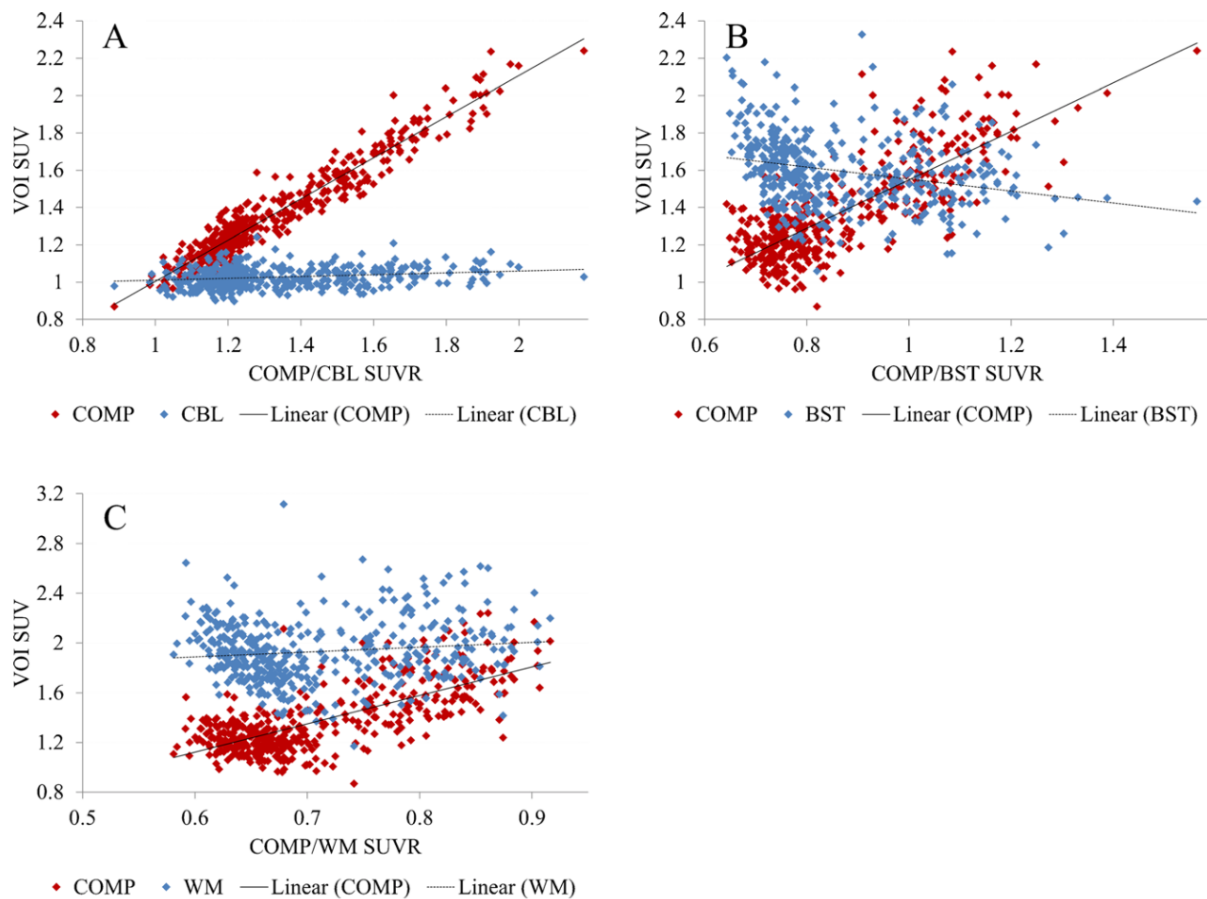 A
VOI SUV
2.4
2.2
2
1.8
1.6
1.4
1.2
1
0.8
0.8 1 1.2 1.4 1.6 1.8 2
COMP/CBL SUVR
COMP CBL Linear (COMP) Linear (CBL)
B
VOI SUV
2.4
2.2
2
1.8
1.6
1.4
1.2
1
0.8
0.6 0.8 1 1.2 1.4
COMP/BST SUVR
COMP BST Linear (COMP) Linear (BST)
C
VOI SUV
3.2
2.8
2.4
2
1.6
1.2
0.8
0.5 0.6 0.7 0.8 0.9
COMP/WM SUVR
COMP WM Linear (COMP) Linear (WM)